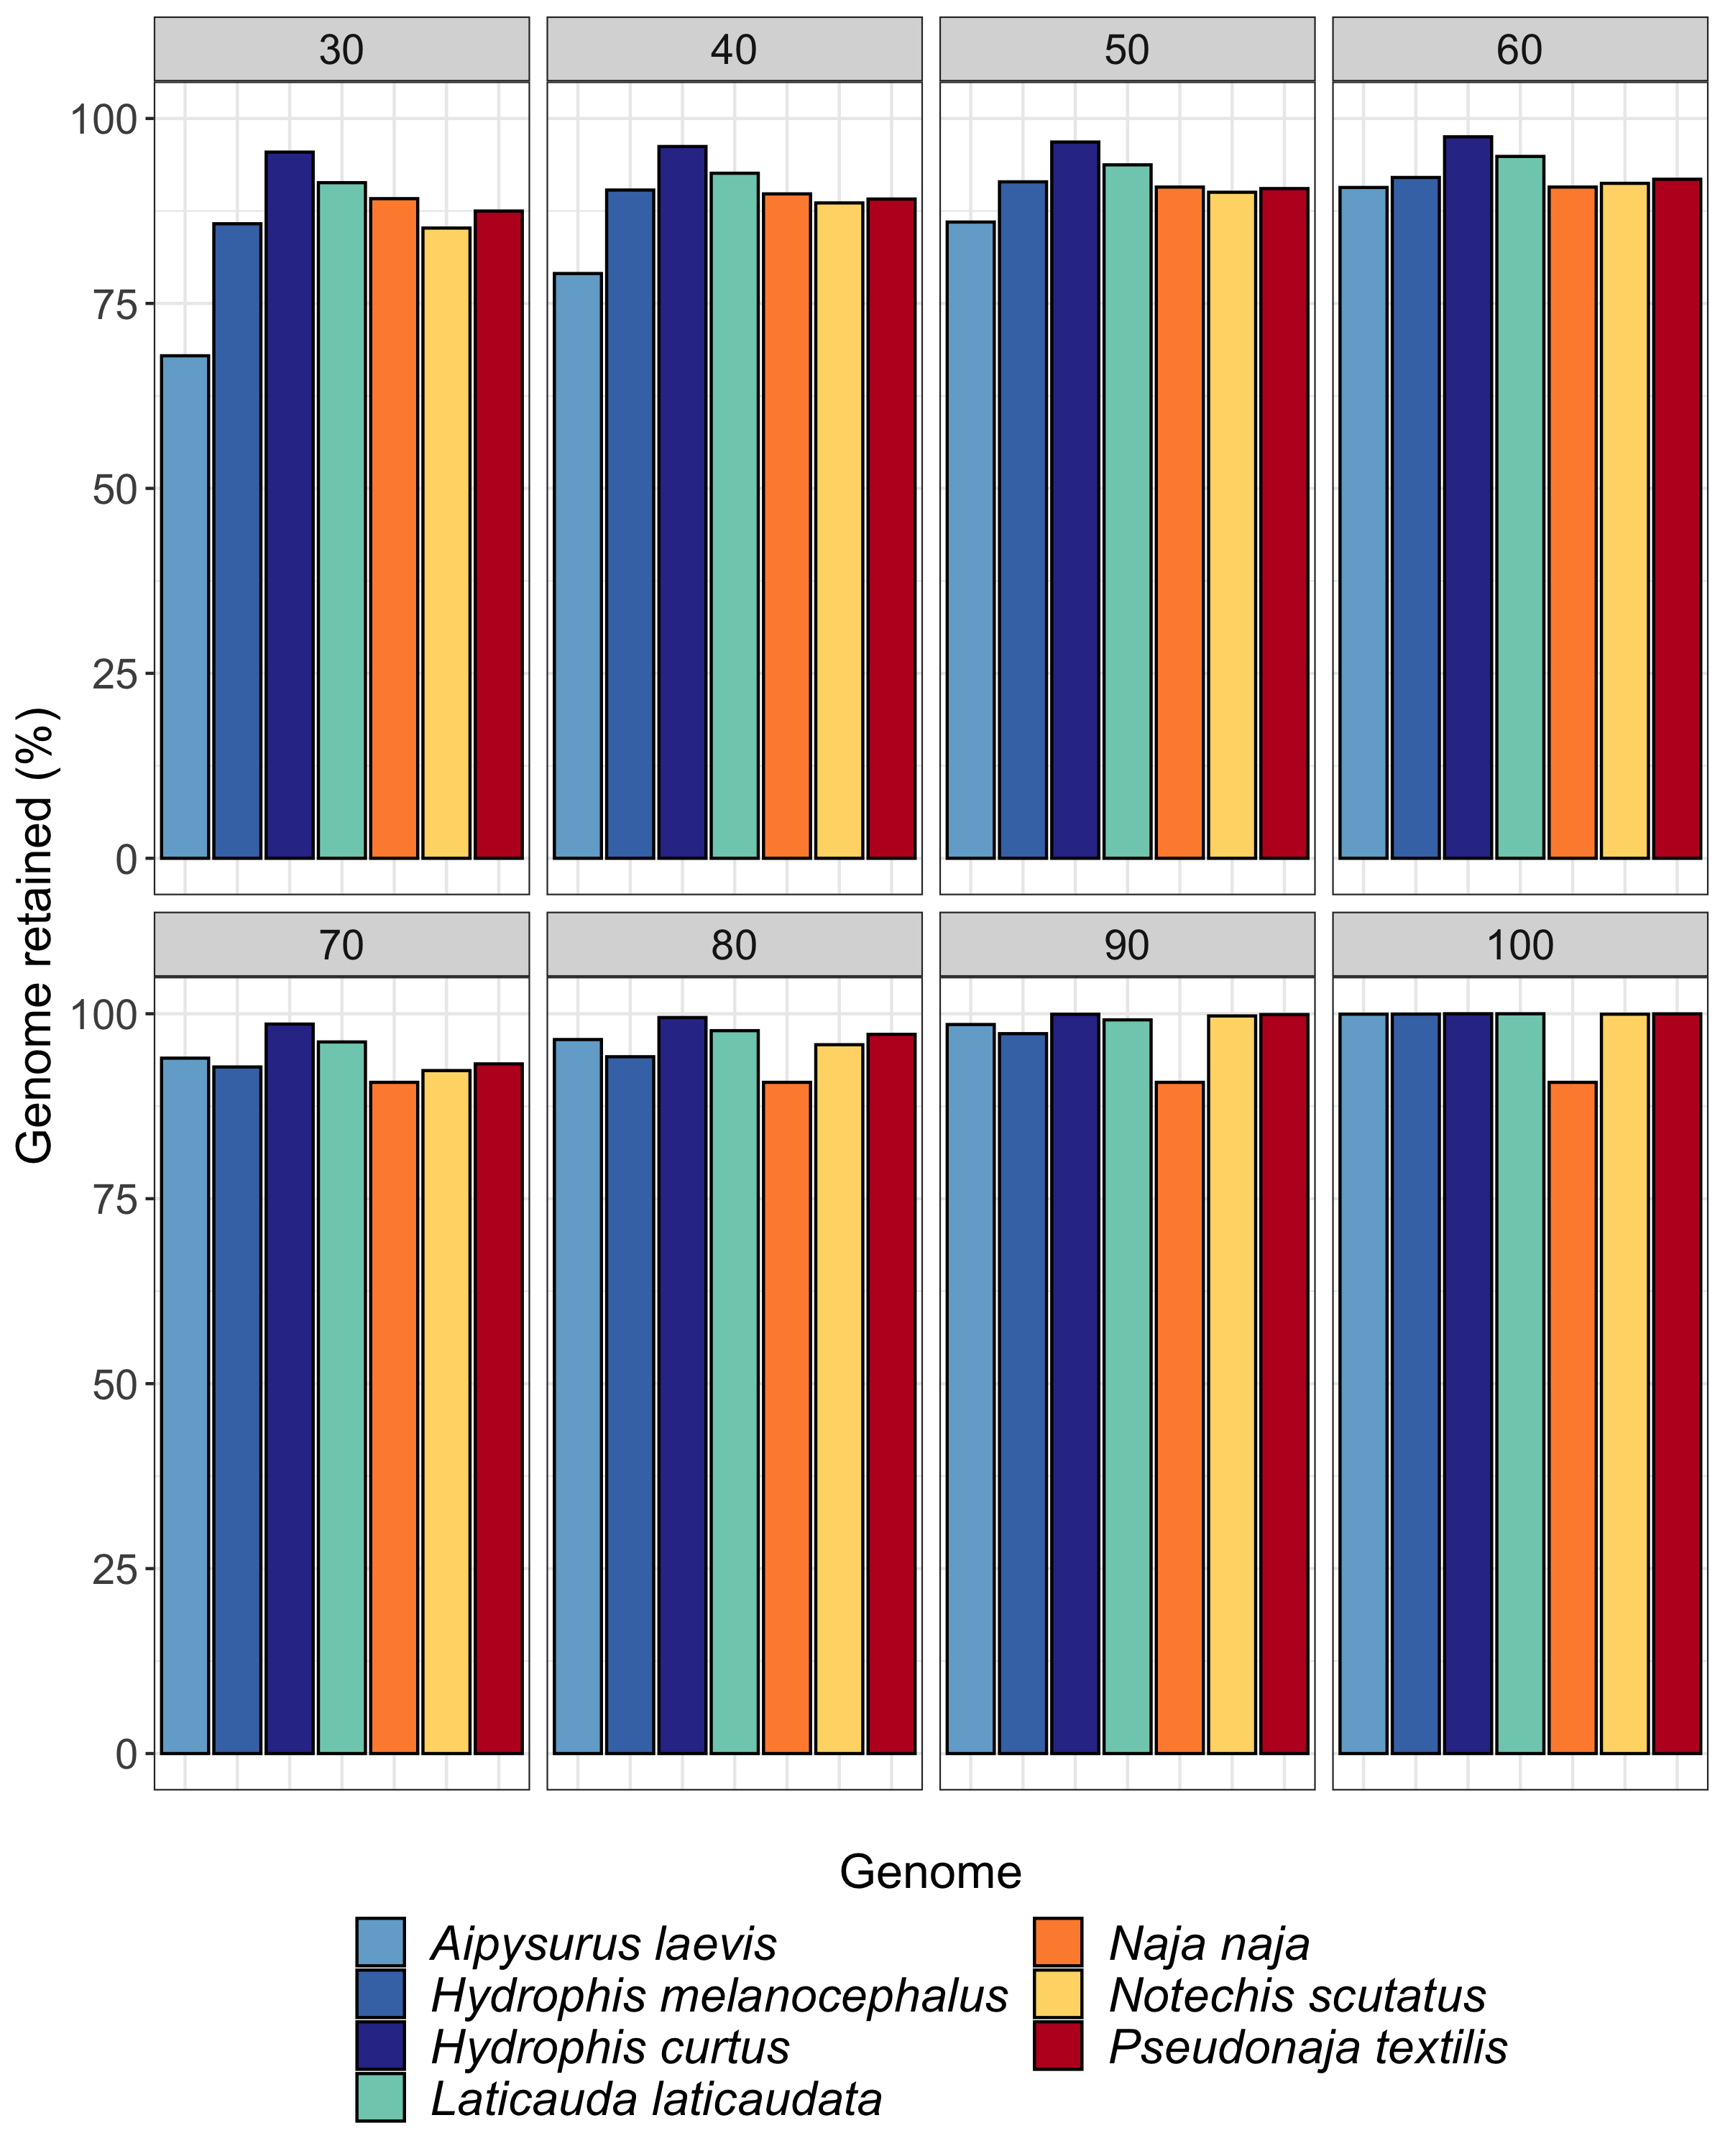 30 40 50 60
100
75
50
25
0
Genome retained (%)
70 80 90 100
100
75
50
25
0
Genome
Aipysurus laevis
Hydrophis melanocephalus
Hydrophis curtus
Laticauda laticaudata
Naja naja
Notechis scutatus
Pseudonaja textilis